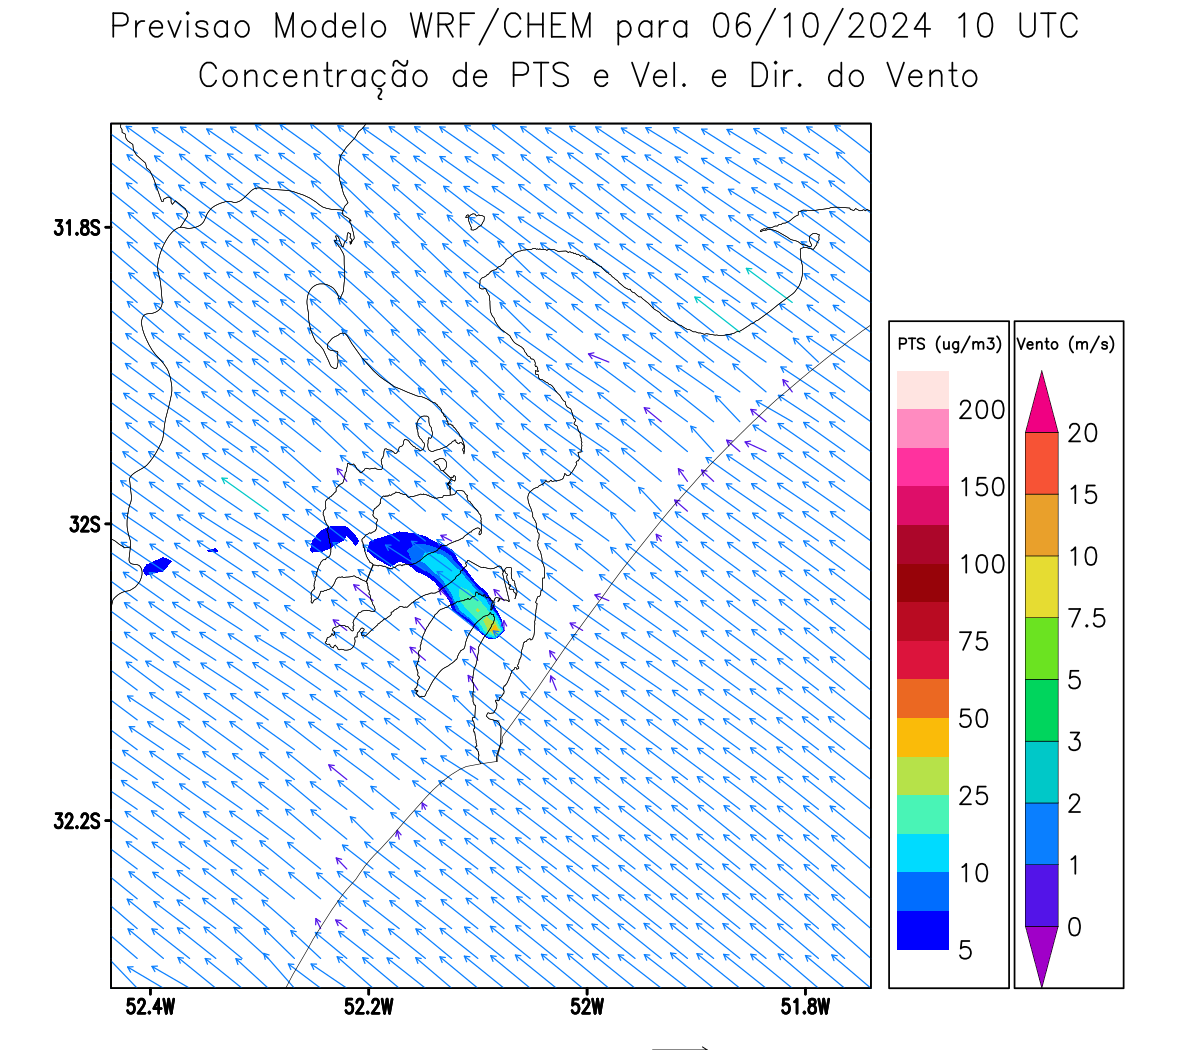 Previsao Modelo WRF/CHEM para 06/10/2024 10 UTC
Concentração de PTS e Vel. e Dir. do Vento
31.8S
32S
32.2S
52.4W 52.2W 52W 51.8W
PTS (ug/m3)
200
150
100
75
50
25
10
5
Vento (m/s)
20
15
10
7.5
5
3
2
1
0